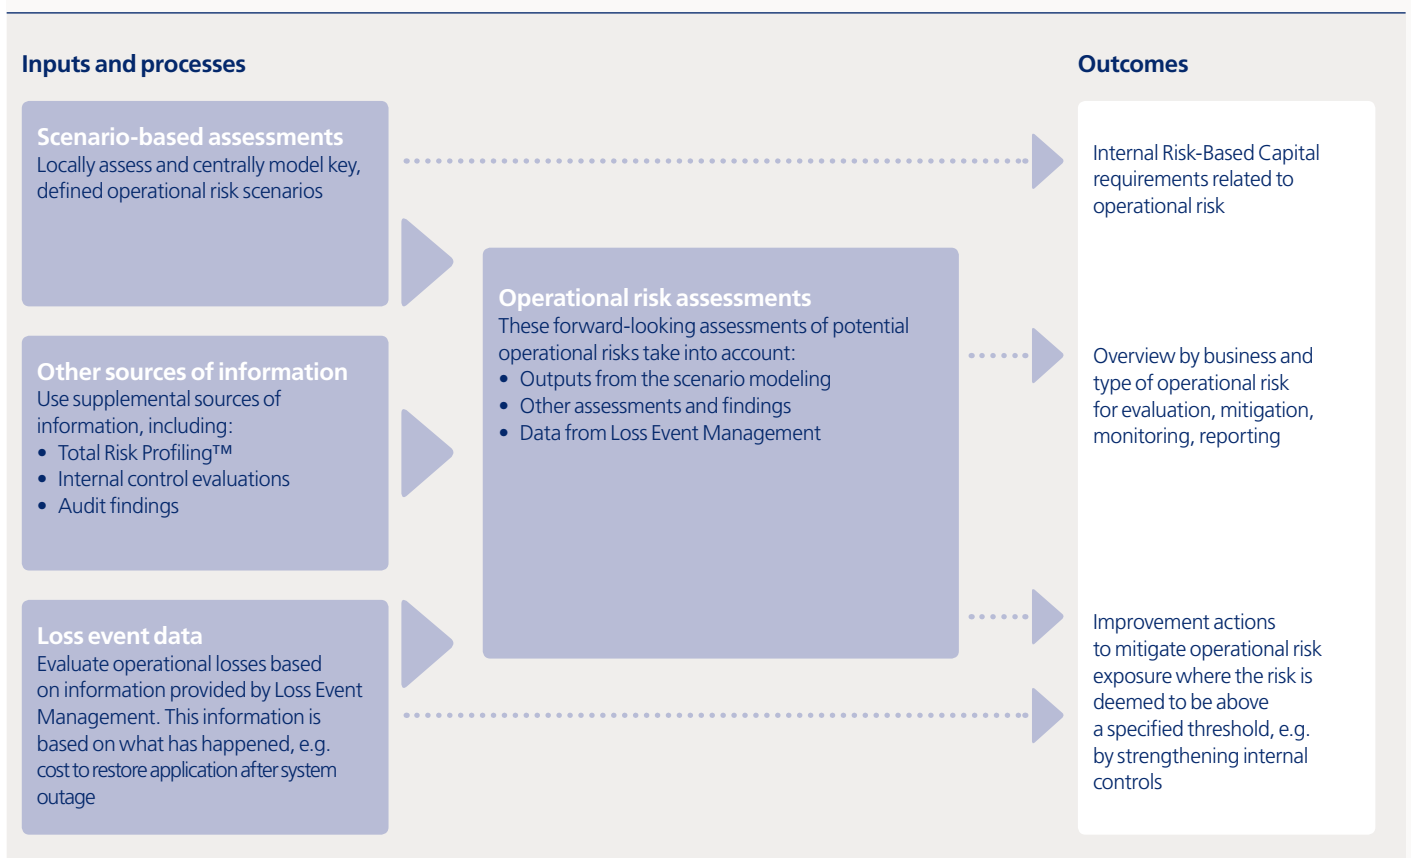 Inputs and processes
Outcomes
Scenario-based assessments
Locally assess and centrally model key,
defined operational risk scenarios
Other sources of information
Use supplemental sources of
information, including:
• Total Risk Profiling™
• Internal control evaluations
• Audit findings
Loss event data
Evaluate operational losses based
on information provided by Loss Event
Management. This information is
based on what has happened, e.g.
cost to restore application after system
outage
Operational risk assessments
These forward-looking assessments of potential
operational risks take into account:
• Outputs from the scenario modeling
• Other assessments and findings
• Data from Loss Event Management
Internal Risk-Based Capital
requirements related to
operational risk
Overview by business and
type of operational risk
for evaluation, mitigation,
monitoring, reporting
Improvement actions
to mitigate operational risk
exposure where the risk is
deemed to be above
a specified threshold, e.g.
by strengthening internal
controls